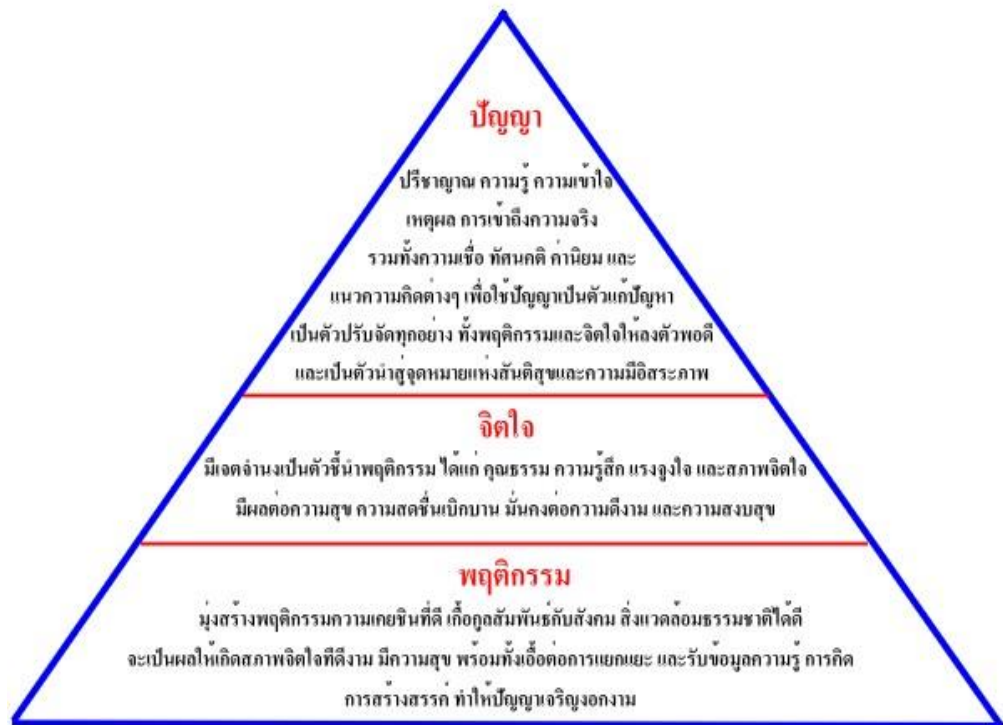 ปัญญา
ปรีชาญาณ ความรู้ ความเข้าใจ
เหตุผล การเข้าถึงความจริง
รวมทั้งความเชื่อ ทัศนคติ ค่านิยม และ
แนวความคิดต่างๆ เพื่อใช้ปัญญาเป็นตัวแก้ปัญหา
เป็นตัวปรับจัดทุกอย่าง ทั้งพฤติกรรมและจิตใจให้ลงตัวพอดี
และเป็นตัวนำสู่จุดหมายแห่งสันติสุขและความมีอิสระภาพ
จิตใจ
มีเจตจำนงเป็นตัวชี้นำพฤติกรรม ได้แก่ คุณธรรม ความรู้สึก แรงจูงใจ และสภาพจิตใจ
มีผลต่อความสุข ความสดชื่นเบิกบาน มั่นคงต่อความดีงาม และความสงบสุข
พฤติกรรม
มุ่งสร้างพฤติกรรมความเคยชินที่ดี เกื้อกูลสัมพันธ์กับสังคม สิ่งแวดล้อมธรรมชาติได้ดี
จะเป็นผลให้เกิดสภาพจิตใจที่ดีงาม มีความสุข พร้อมทั้งเอื้อต่อการแยกแยะ และรับข้อมูลความรู้ การคิด
การสร้างสรรค์ ทำให้ปัญญาเจริญงอกงาม